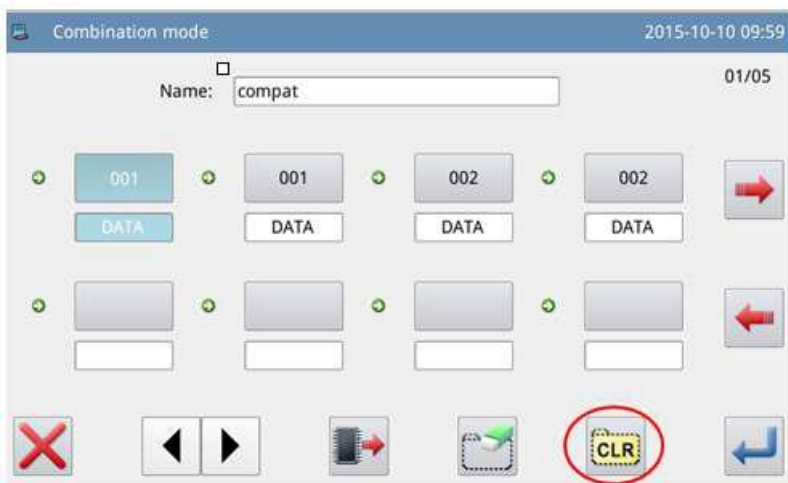 Combination mode 2015-10-10 09:59
01/05
Name: compat
001 001 002 002
DATA DATA DATA DATA
CLR